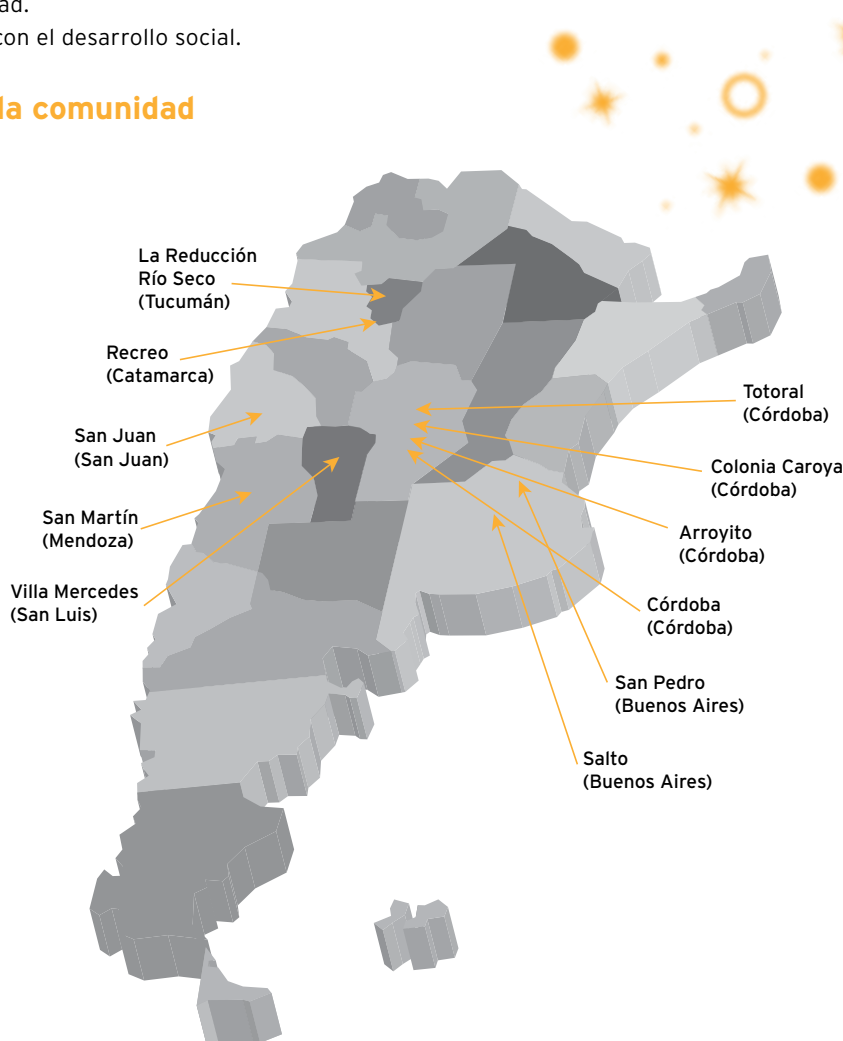 ad.
con el desarrollo social.
la comunidad
La Reducción
Río Seco
(Tucumán)
Recreo
(Catamarca)
San Juan
(San Juan)
San Martín
(Mendoza)
Villa Mercedes
(San Luis)
Totoral
(Córdoba)
Colonia Caroya
(Córdoba)
Arroyito
(Córdoba)
Córdoba
(Córdoba)
San Pedro
(Buenos Aires)
Salto
(Buenos Aires)